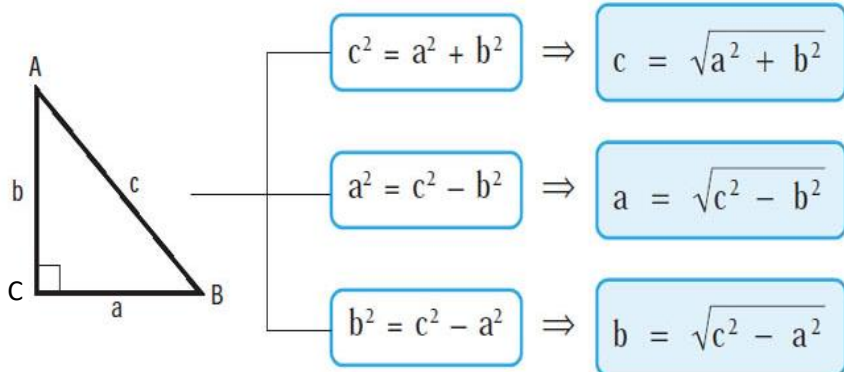 A
b
c
C
a
B
c² = a² + b² ⇒ c = √(a² + b²)
a² = c² − b² ⇒ a = √(c² − b²)
b² = c² − a² ⇒ b = √(c² − a²)